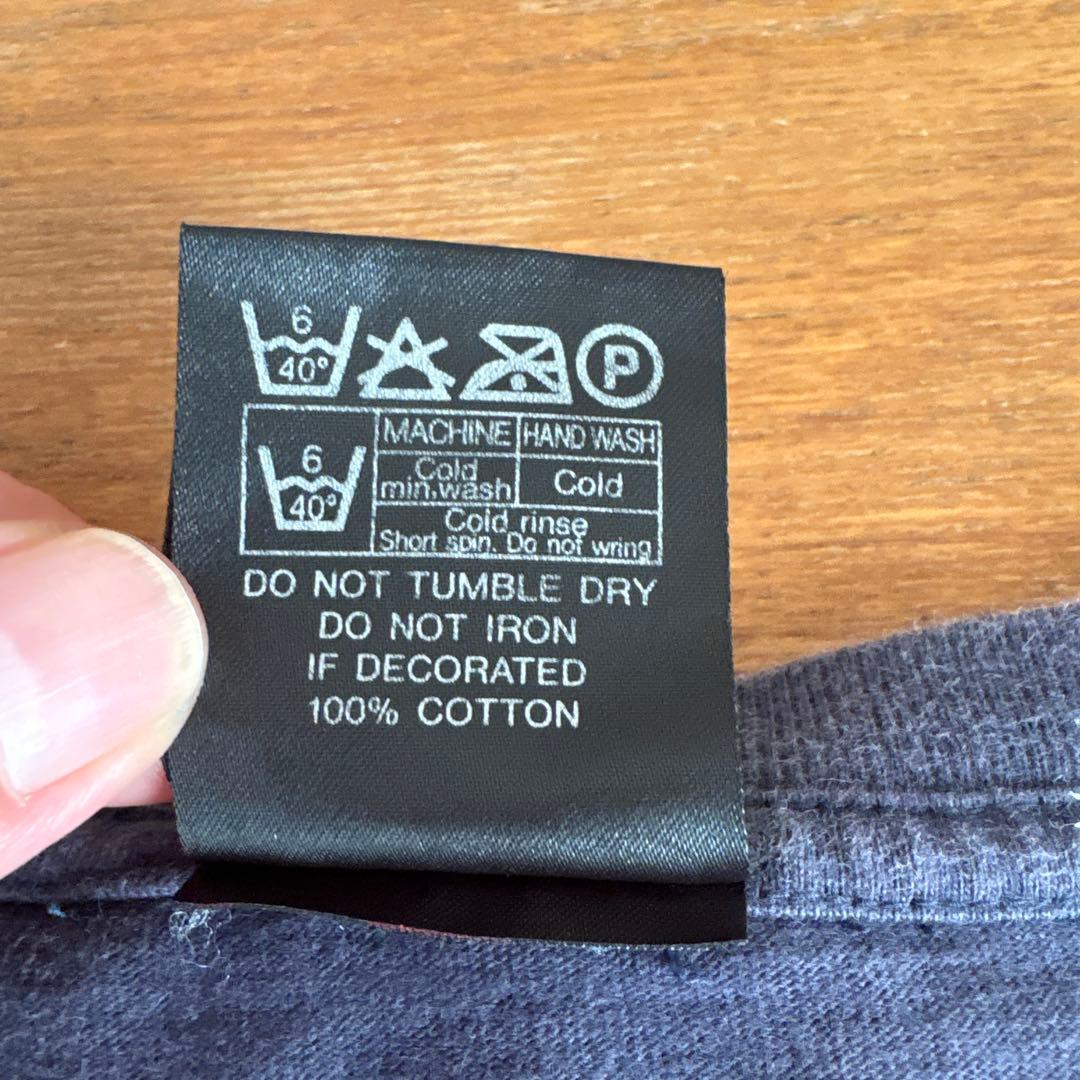 6
40°
P
MACHINE HAND WASH
6
40°
Cold
min.wash
Cold
Cold rinse
Short spin. Do not wring
DO NOT TUMBLE DRY
DO NOT IRON
IF DECORATED
100% COTTON